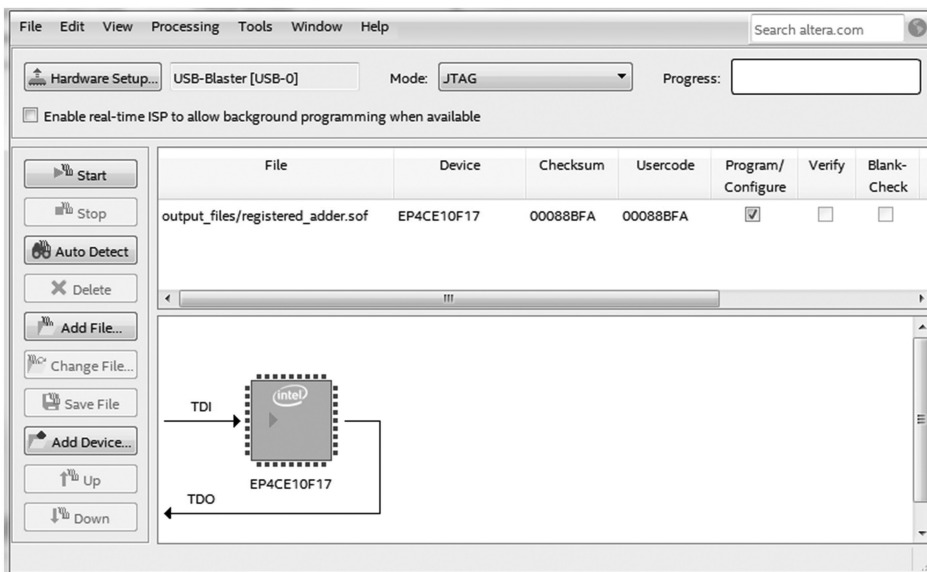 File Edit View Processing Tools Window Help
Search altera.com
Hardware Setup... USB-Blaster [USB-0] Mode: JTAG Progress:
Enable real-time ISP to allow background programming when available
Start
Stop
Auto Detect
Delete
Add File...
Change File...
Save File
Add Device...
Up
Down
File Device Checksum Usercode Program/ Configure Verify Blank- Check
output_files/registered_adder.sof EP4CE10F17 00088BFA 00088BFA
TDI
intel
EP4CE10F17
TDO